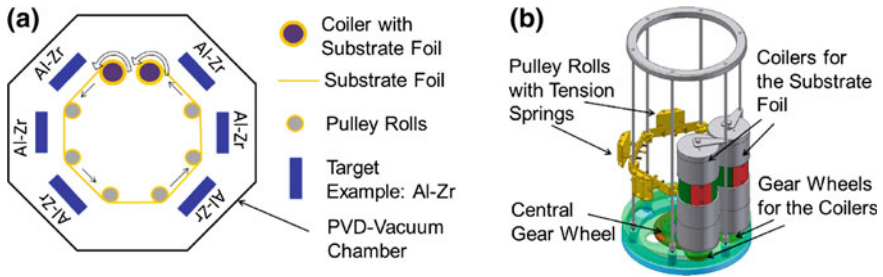 (a)
Al-Zr
Al-Zr
Al-Zr
Al-Zr
Al-Zr
Al-Zr
Coiler with
Substrate Foil
Substrate Foil
Pulley Rolls
Target
Example: Al-Zr
PVD-Vacuum
Chamber
(b)
Pulley Rolls
with Tension
Springs
Central
Gear Wheel
Coilers for
the Substrate
Foil
Gear Wheels
for the Coilers